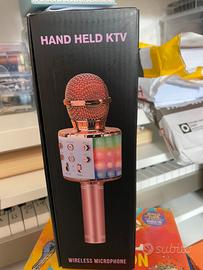 HAND HELD KTV
WIRELESS MICROPHONE
subito